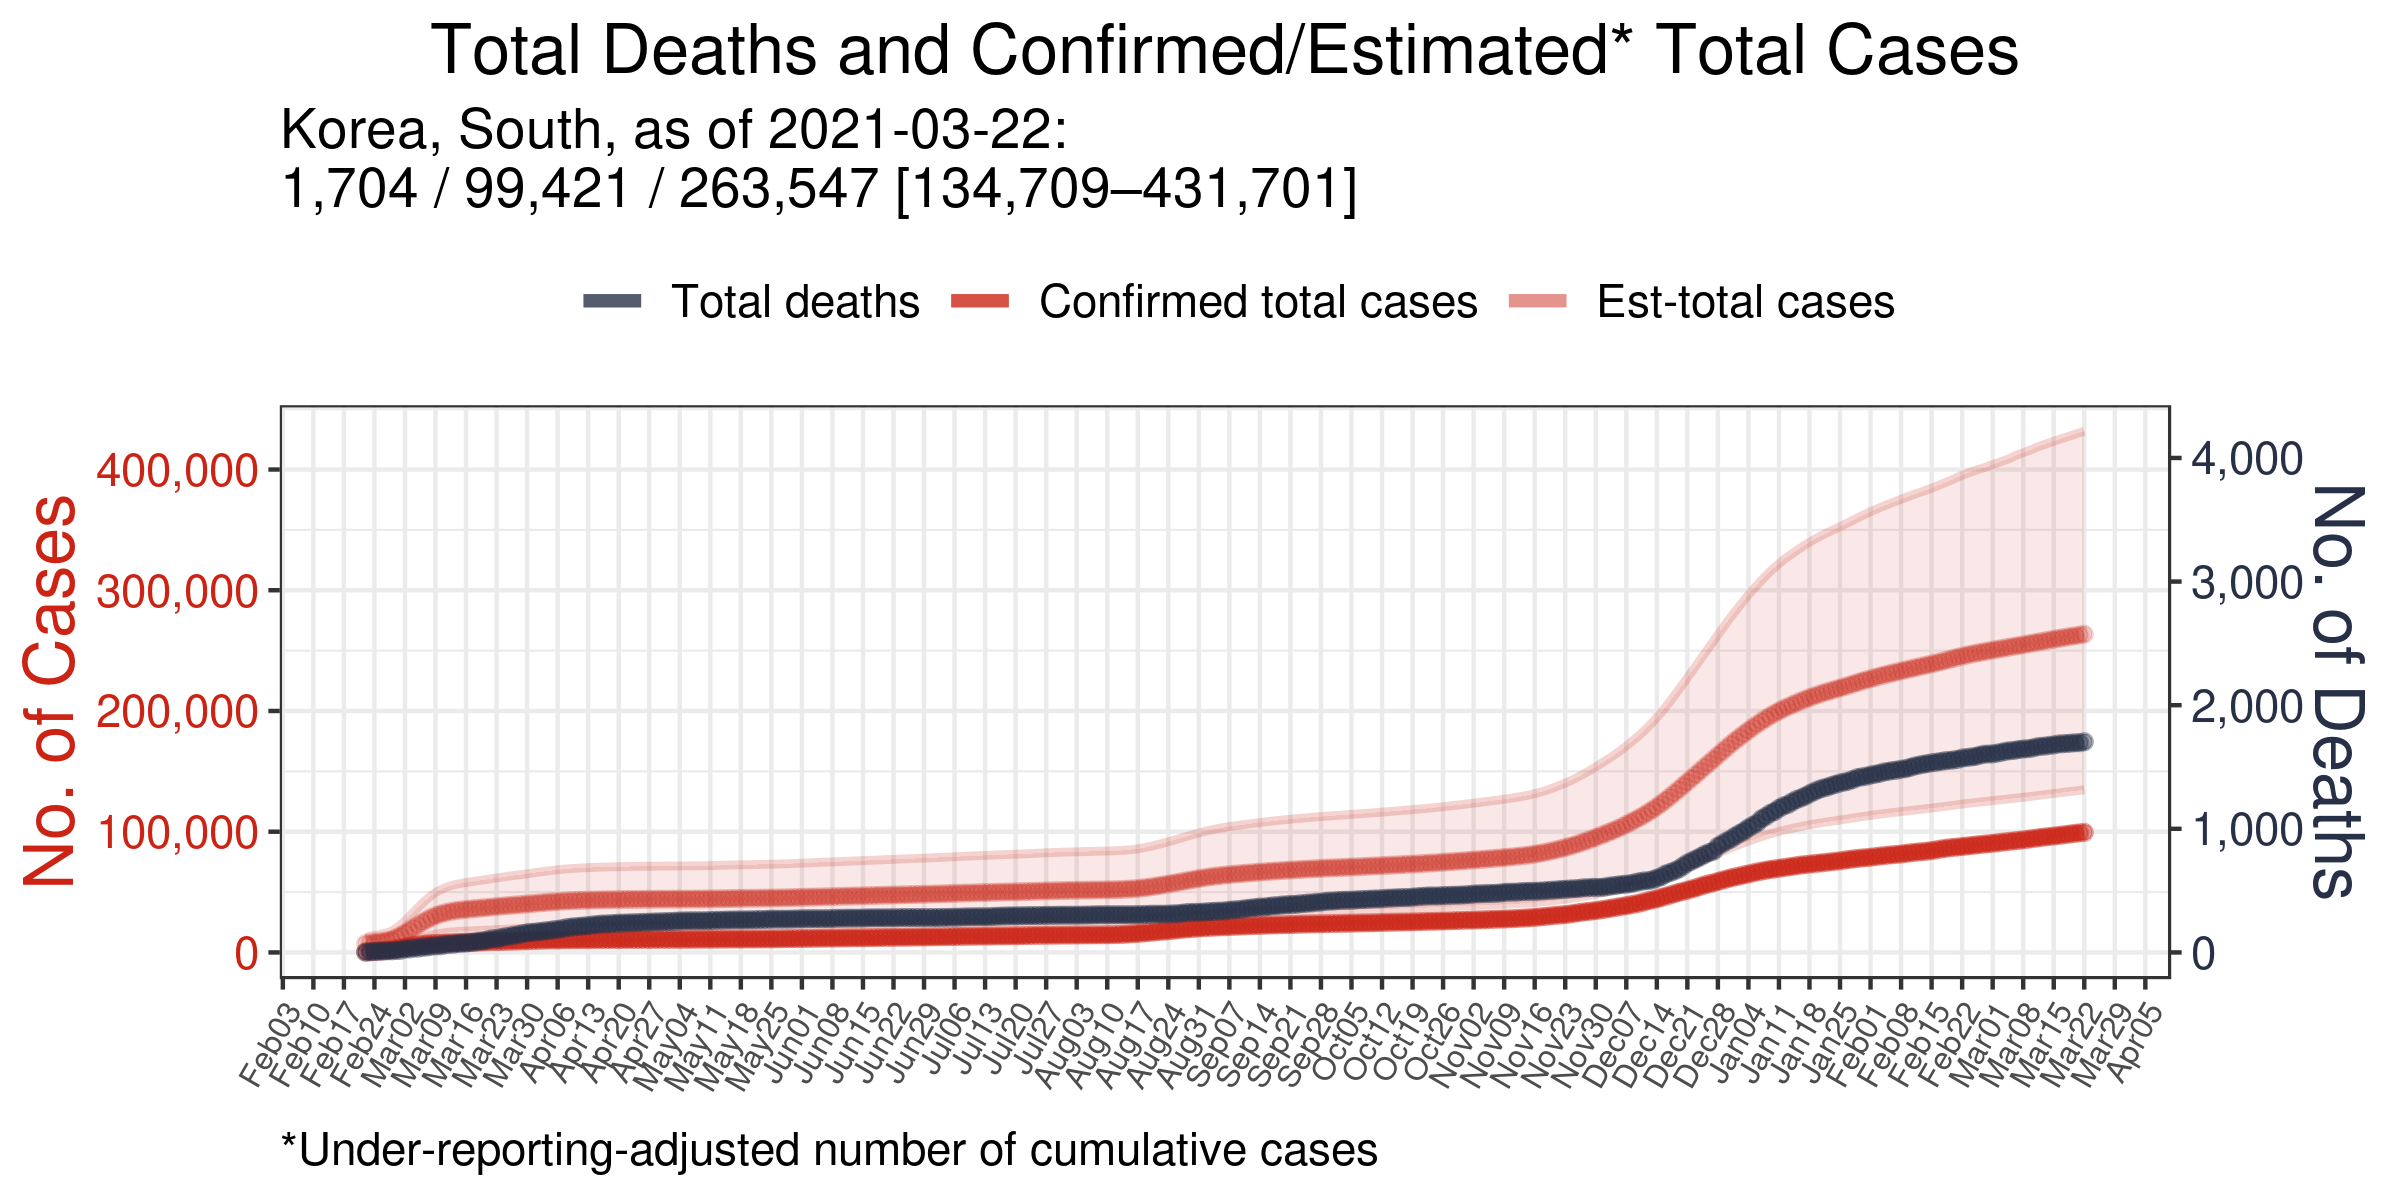 Total Deaths and Confirmed/Estimated* Total Cases
Korea, South, as of 2021-03-22:
1,704 / 99,421 / 263,547 [134,709–431,701]
Total deaths Confirmed total cases Est-total cases
No. of Cases
400,000
300,000
200,000
100,000
0
4,000
3,000
2,000
1,000
0
No. of Deaths
Feb03 Feb10 Feb17 Feb24 Mar02 Mar09 Mar16 Mar23 Mar30 Apr06 Apr13 Apr20 Apr27 May04 May11 May18 May25 Jun01 Jun08 Jun15 Jun22 Jun29 Jul06 Jul13 Jul20 Jul27 Aug03 Aug10 Aug17 Aug24 Aug31 Sep07 Sep14 Sep21 Sep28 Oct05 Oct12 Oct19 Oct26 Nov02 Nov09 Nov16 Nov23 Nov30 Dec07 Dec14 Dec21 Dec28 Jan04 Jan11 Jan18 Jan25 Feb01 Feb08 Feb15 Feb22 Mar01 Mar08 Mar15 Mar22 Mar29 Apr05
*Under-reporting-adjusted number of cumulative cases